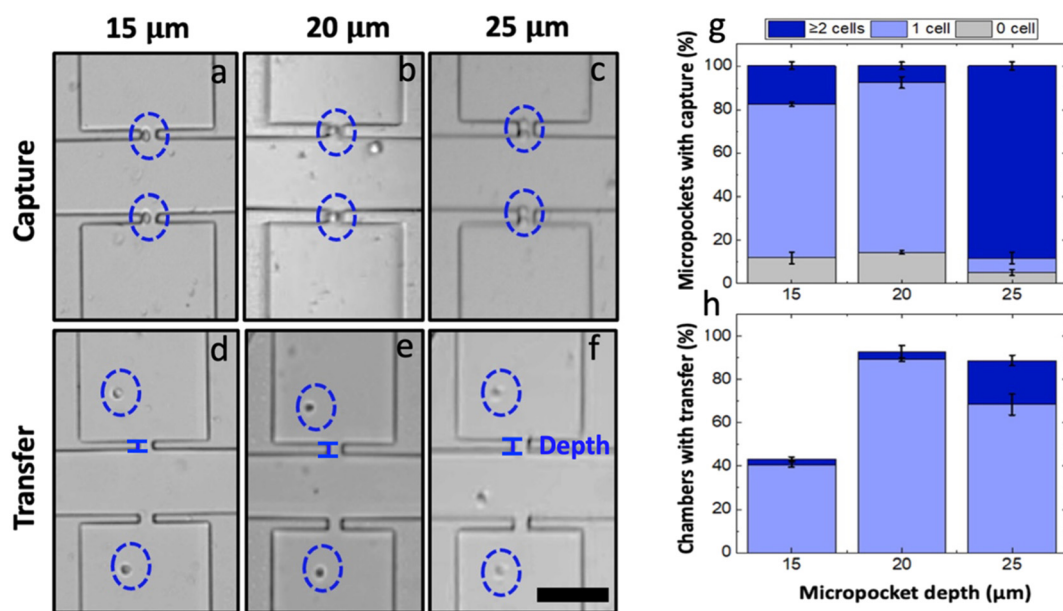 15 µm 20 µm 25 µm
Capture
a b c
Transfer
d e f
Depth
g
≥2 cells 1 cell 0 cell
Micropockets with capture (%)
100
80
60
40
20
0
15 20 25
h
Chambers with transfer (%)
100
80
60
40
20
0
15 20 25
Micropocket depth (µm)